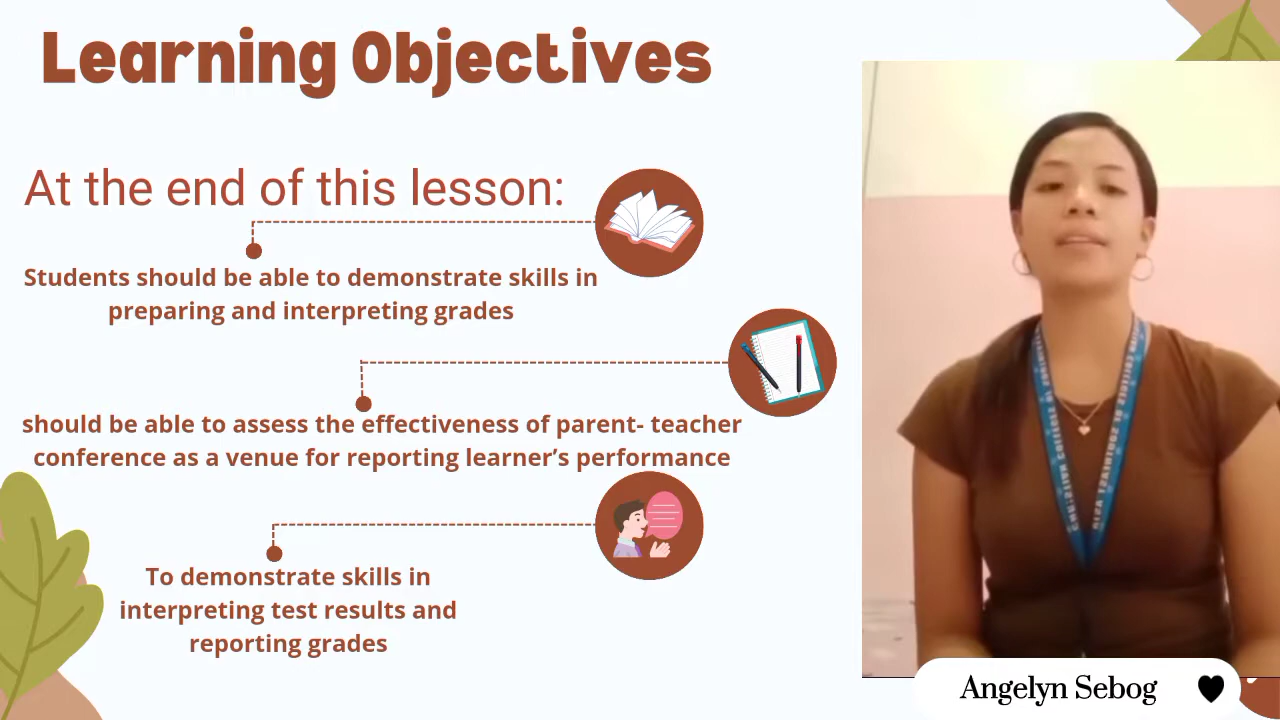 Learning Objectives
At the end of this lesson:
Students should be able to demonstrate skills in
preparing and interpreting grades
should be able to assess the effectiveness of parent- teacher
conference as a venue for reporting learner’s performance
To demonstrate skills in
interpreting test results and
reporting grades
Angelyn Sebog